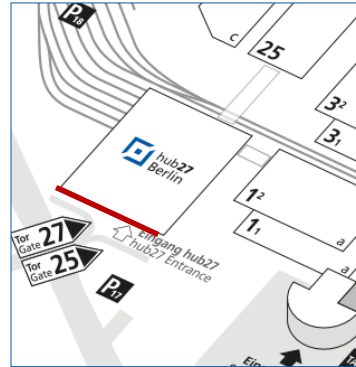 P18
c
25
3²
3₁
hub27
Berlin
1²
1₁
a
a
Tor
Gate 27
Tor
Gate 25
Eingang hub27
hub27 Entrance
P17